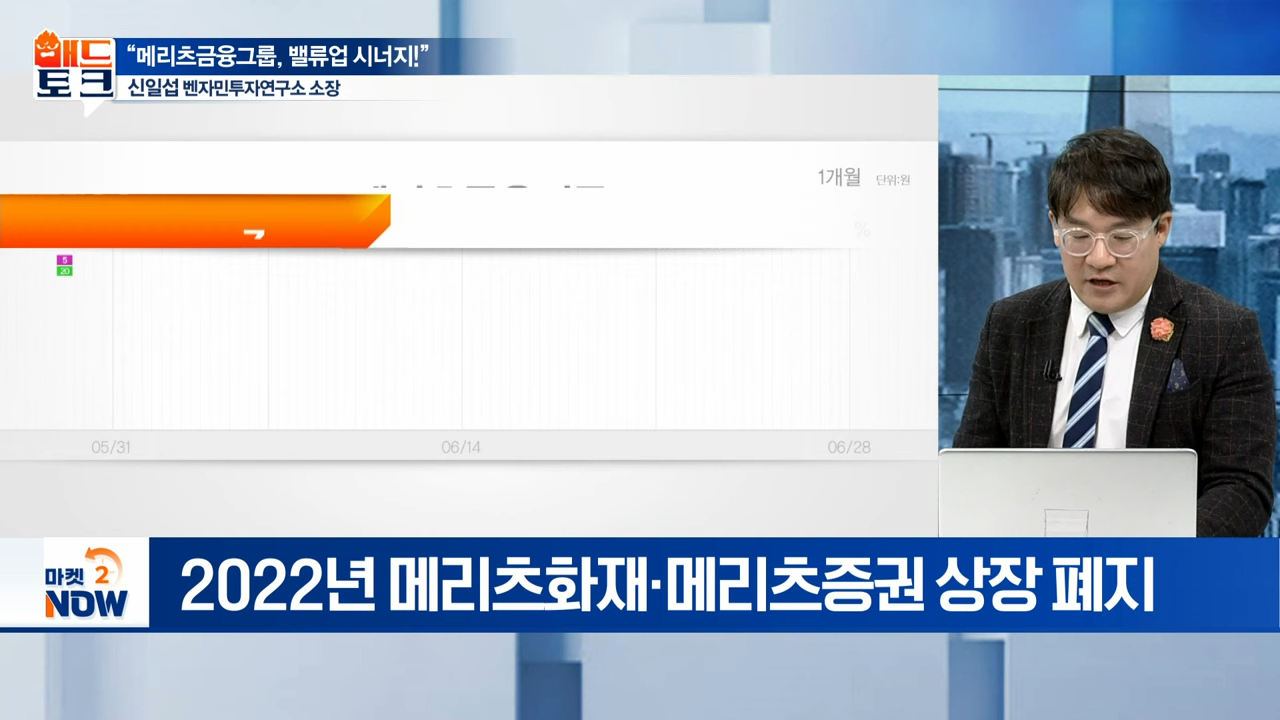 매드
토크
“메리츠금융그룹, 밸류업 시너지!”
신일섭 벤자민투자연구소 소장
1개월 단위:원
%
5
20
05/31 06/14 06/28
마켓 2
NOW
2022년 메리츠화재·메리츠증권 상장 폐지